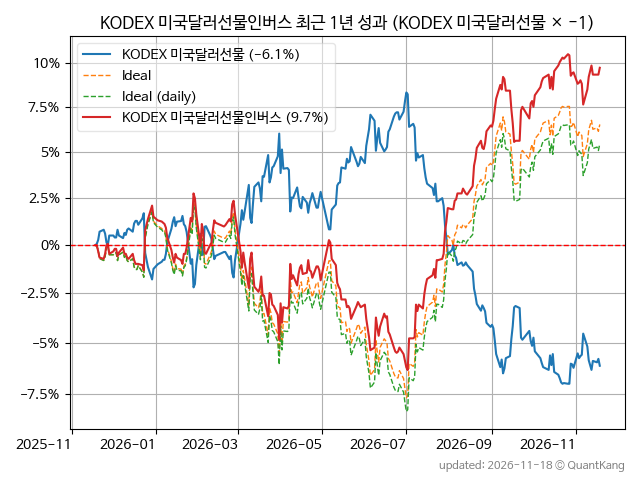 KODEX 미국달러선물인버스 최근 1년 성과 (KODEX 미국달러선물 × −1)
KODEX 미국달러선물 (−6.1%)
Ideal
Ideal (daily)
KODEX 미국달러선물인버스 (9.7%)
10%
7.5%
5%
2.5%
0%
−2.5%
−5%
−7.5%
2025−11
2026−01
2026−03
2026−05
2026−07
2026−09
2026−11
updated: 2026−11−18 © QuantKang